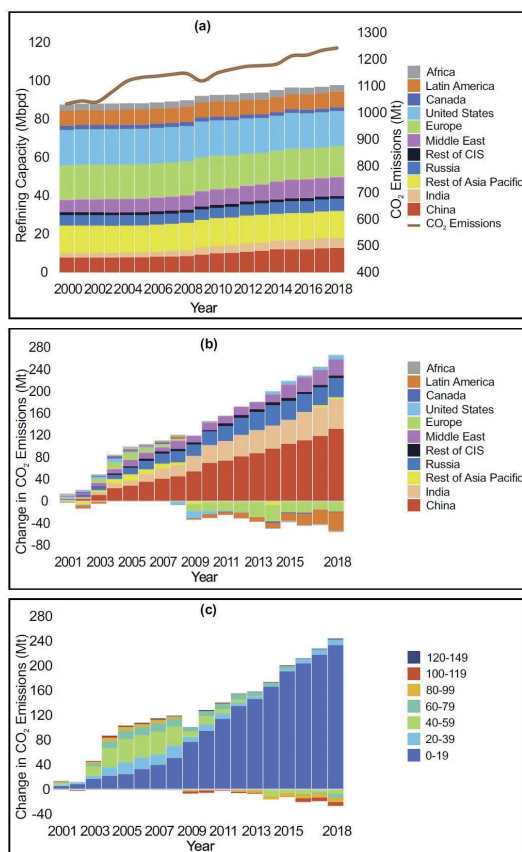 (a)
Refining Capacity (Mbpd)
120
100
80
60
40
20
0
1300
1200
1100
1000
900
800
700
600
500
400
CO2 Emissions (Mt)
2000 2002 2004 2006 2008 2010 2012 2014 2016 2018
Year
Africa
Latin America
Canada
United States
Europe
Middle East
Rest of CIS
Russia
Rest of Asia Pacific
India
China
CO2 Emissions
(b)
Change in CO2 Emissions (Mt)
280
240
200
160
120
80
40
0
-40
-80
2001 2003 2005 2007 2009 2011 2013 2015 2018
Year
Africa
Latin America
Canada
United States
Europe
Middle East
Rest of CIS
Russia
Rest of Asia Pacific
India
China
(c)
Change in CO2 Emissions (Mt)
280
240
200
160
120
80
40
0
-40
2001 2003 2005 2007 2009 2011 2013 2015 2018
Year
120-149
100-119
80-99
60-79
40-59
20-39
0-19